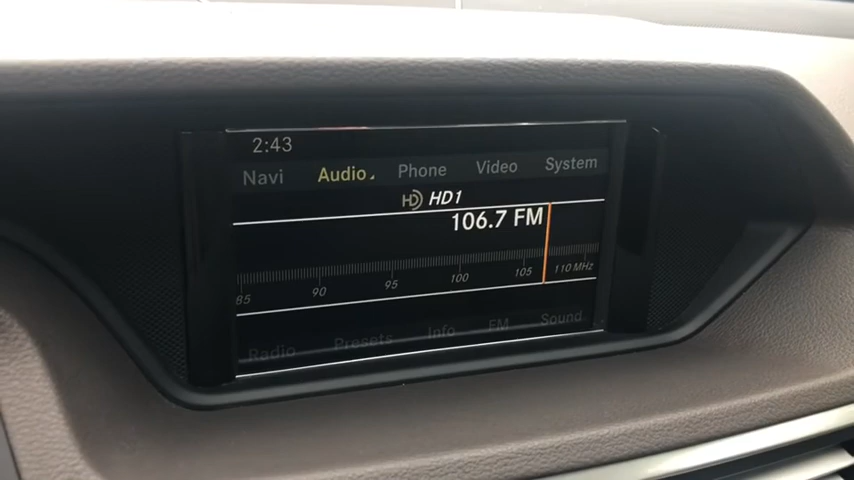 2:43
Navi Audio Phone Video System
HD HD1
106.7 FM
85 90 95 100 105 110 MHz
Radio Presets Info FM Sound